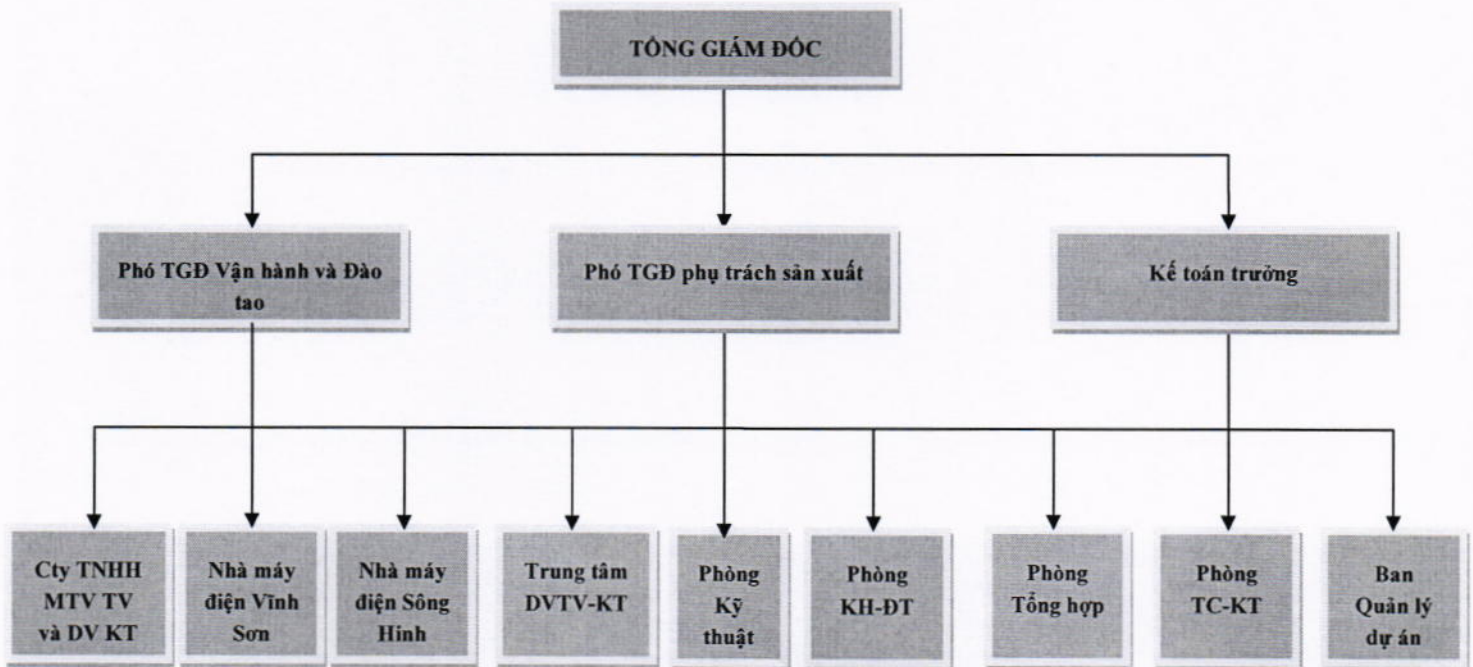 TỔNG GIÁM ĐỐC
Phó TGĐ Vận hành và Đào
tao
Phó TGĐ phụ trách sản xuất
Kế toán trưởng
Cty TNHH
MTV TV
và DV KT
Nhà máy
điện Vĩnh
Sơn
Nhà máy
điện Sông
Hinh
Trung tâm
DVTV-KT
Phòng
Kỹ
thuật
Phòng
KH-ĐT
Phòng
Tổng hợp
Phòng
TC-KT
Ban
Quản lý
dự án